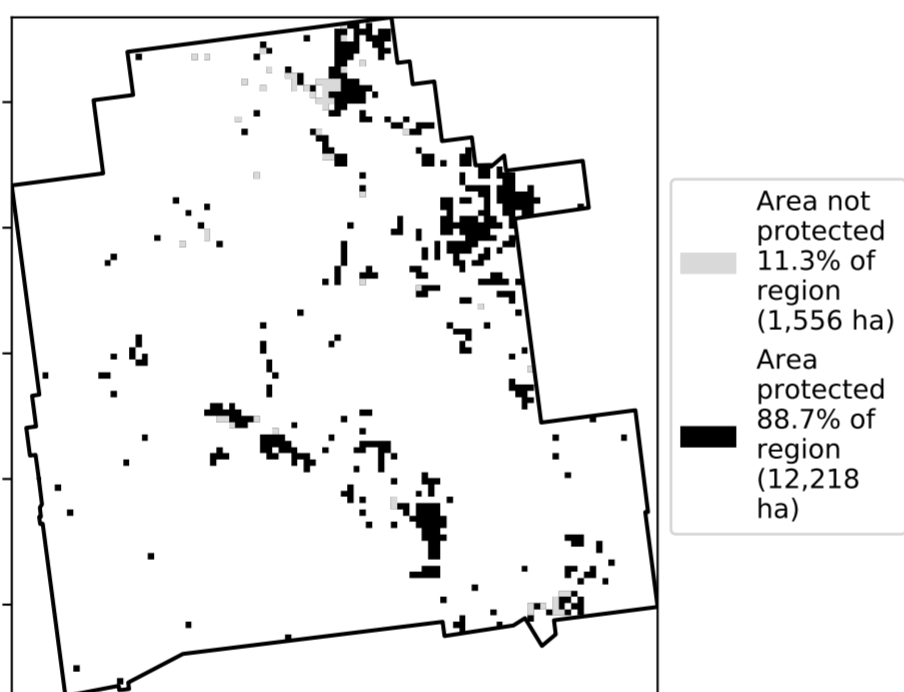 Area not
protected
11.3% of
region
(1,556 ha)
Area
protected
88.7% of
region
(12,218
ha)